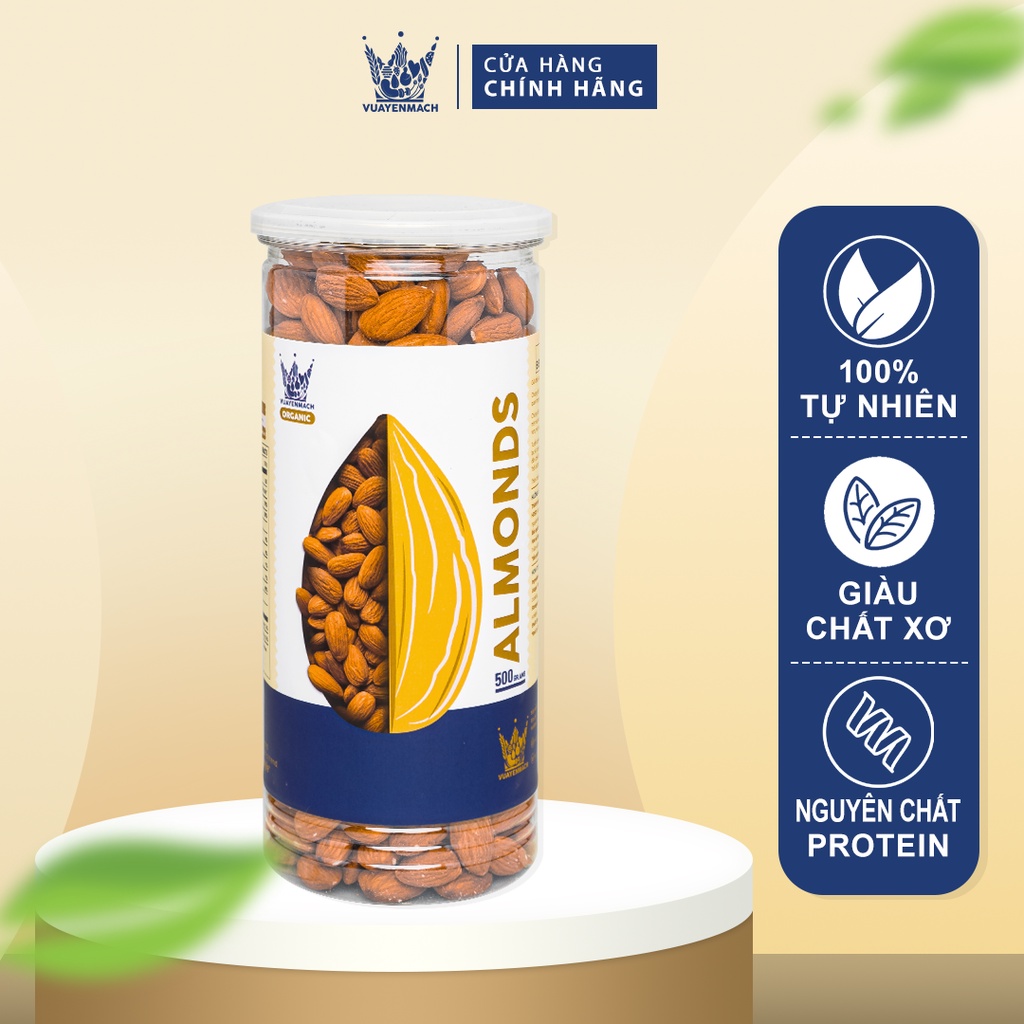 VUAYENMACH
CỬA HÀNG
CHÍNH HÃNG
VUAYENMACH
ORGANIC
ALMONDS
500 GRAMS
VUAYENMACH
100%
TỰ NHIÊN
GIÀU
CHẤT XƠ
NGUYÊN CHẤT
PROTEIN